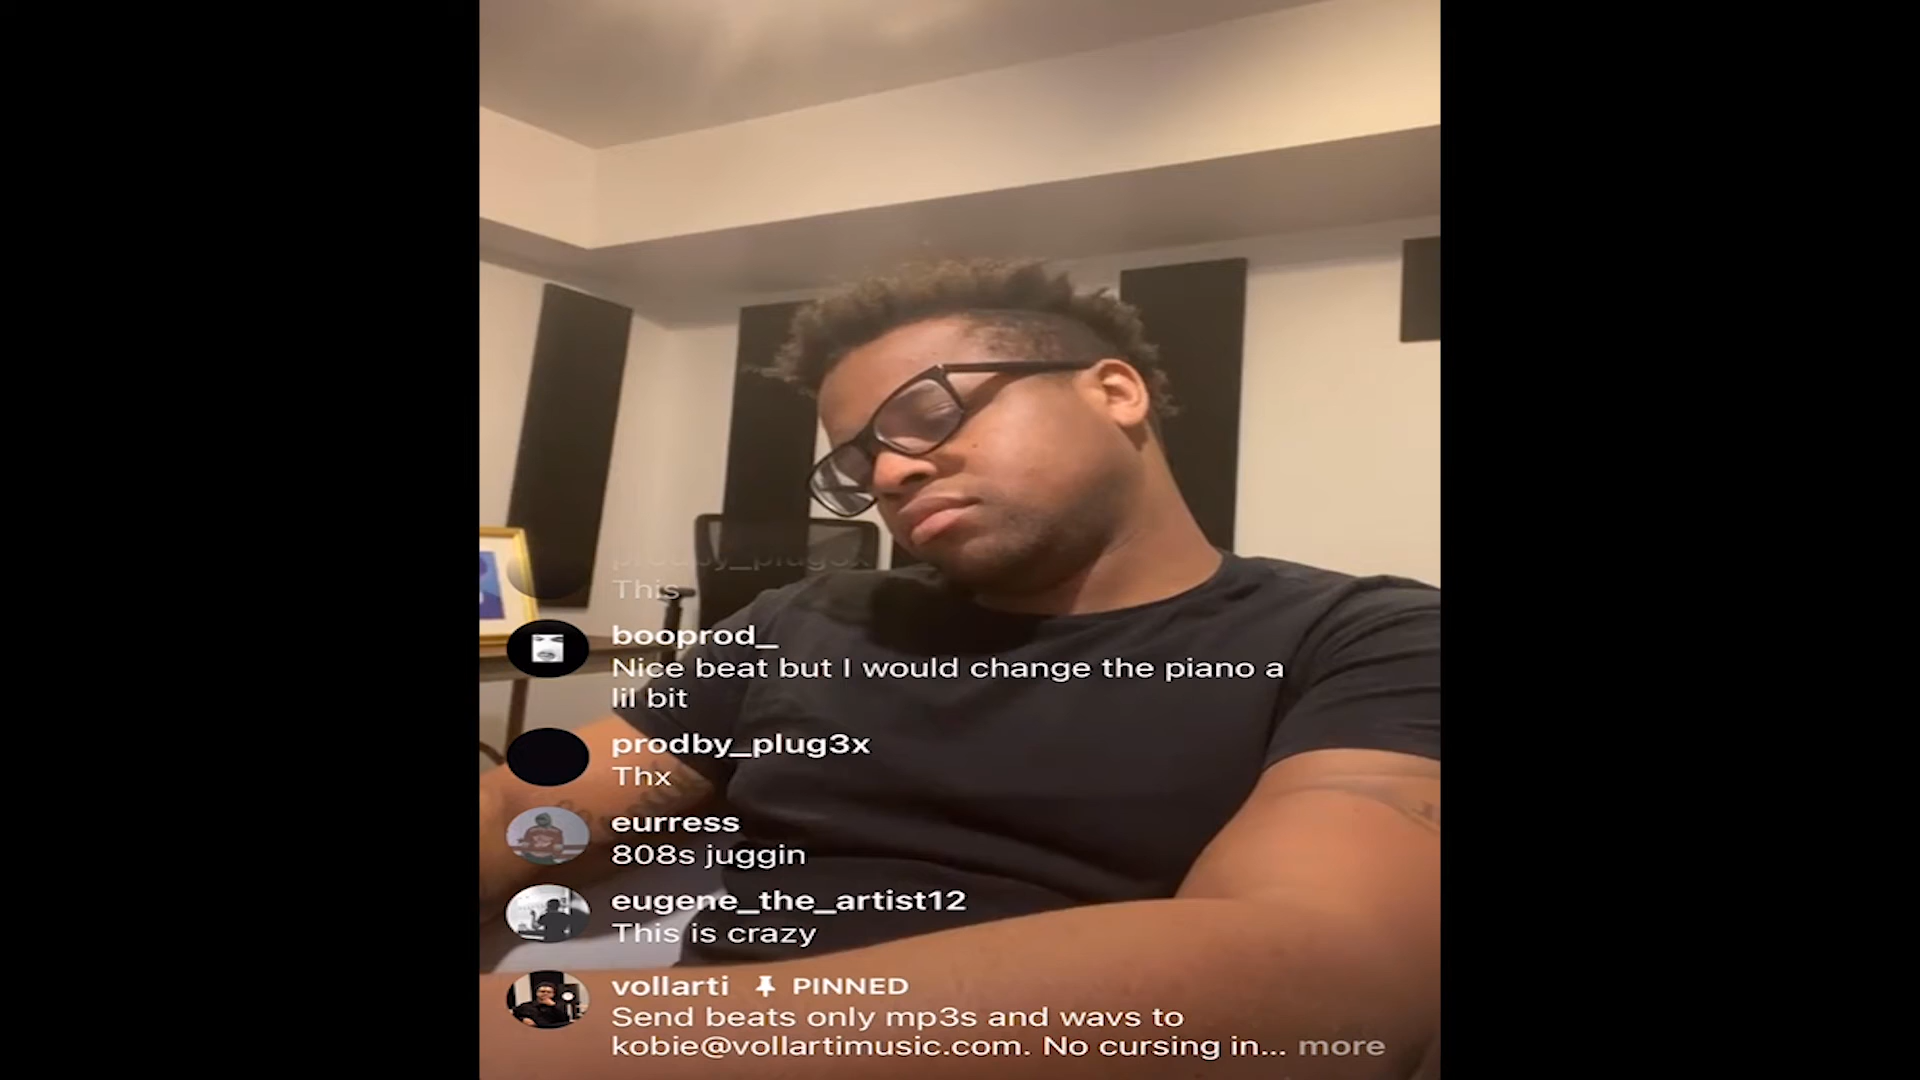 prodby_plug3x
This
booprod_
Nice beat but I would change the piano a
lil bit
prodby_plug3x
Thx
eurress
808s juggin
eugene_the_artist12
This is crazy
vollarti PINNED
Send beats only mp3s and wavs to
kobie@vollartimusic.com. No cursing in... more